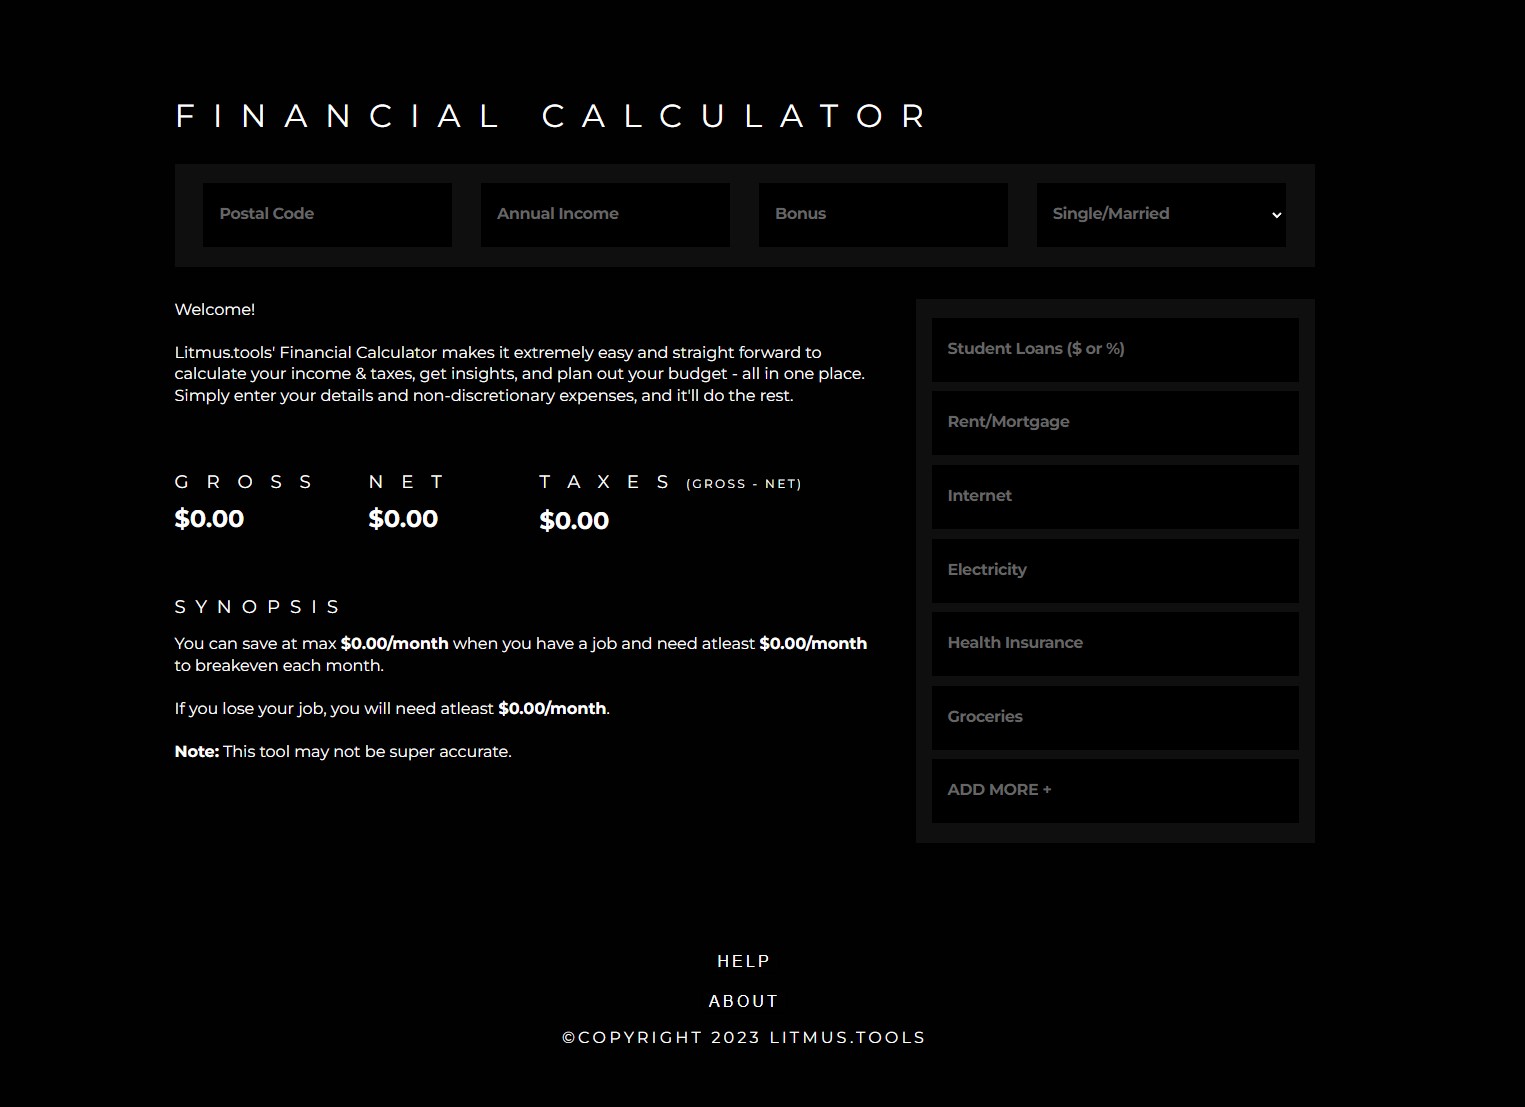 FINANCIAL CALCULATOR
Postal Code
Annual Income
Bonus
Single/Married
Welcome!
Litmus.tools' Financial Calculator makes it extremely easy and straight forward to
calculate your income & taxes, get insights, and plan out your budget - all in one place.
Simply enter your details and non-discretionary expenses, and it'll do the rest.
GROSS
$0.00
NET
$0.00
TAXES (GROSS - NET)
$0.00
SYNOPSIS
You can save at max $0.00/month when you have a job and need atleast $0.00/month
to breakeven each month.
If you lose your job, you will need atleast $0.00/month.
Note: This tool may not be super accurate.
Student Loans ($ or %)
Rent/Mortgage
Internet
Electricity
Health Insurance
Groceries
ADD MORE +
HELP
ABOUT
©COPYRIGHT 2023 LITMUS.TOOLS